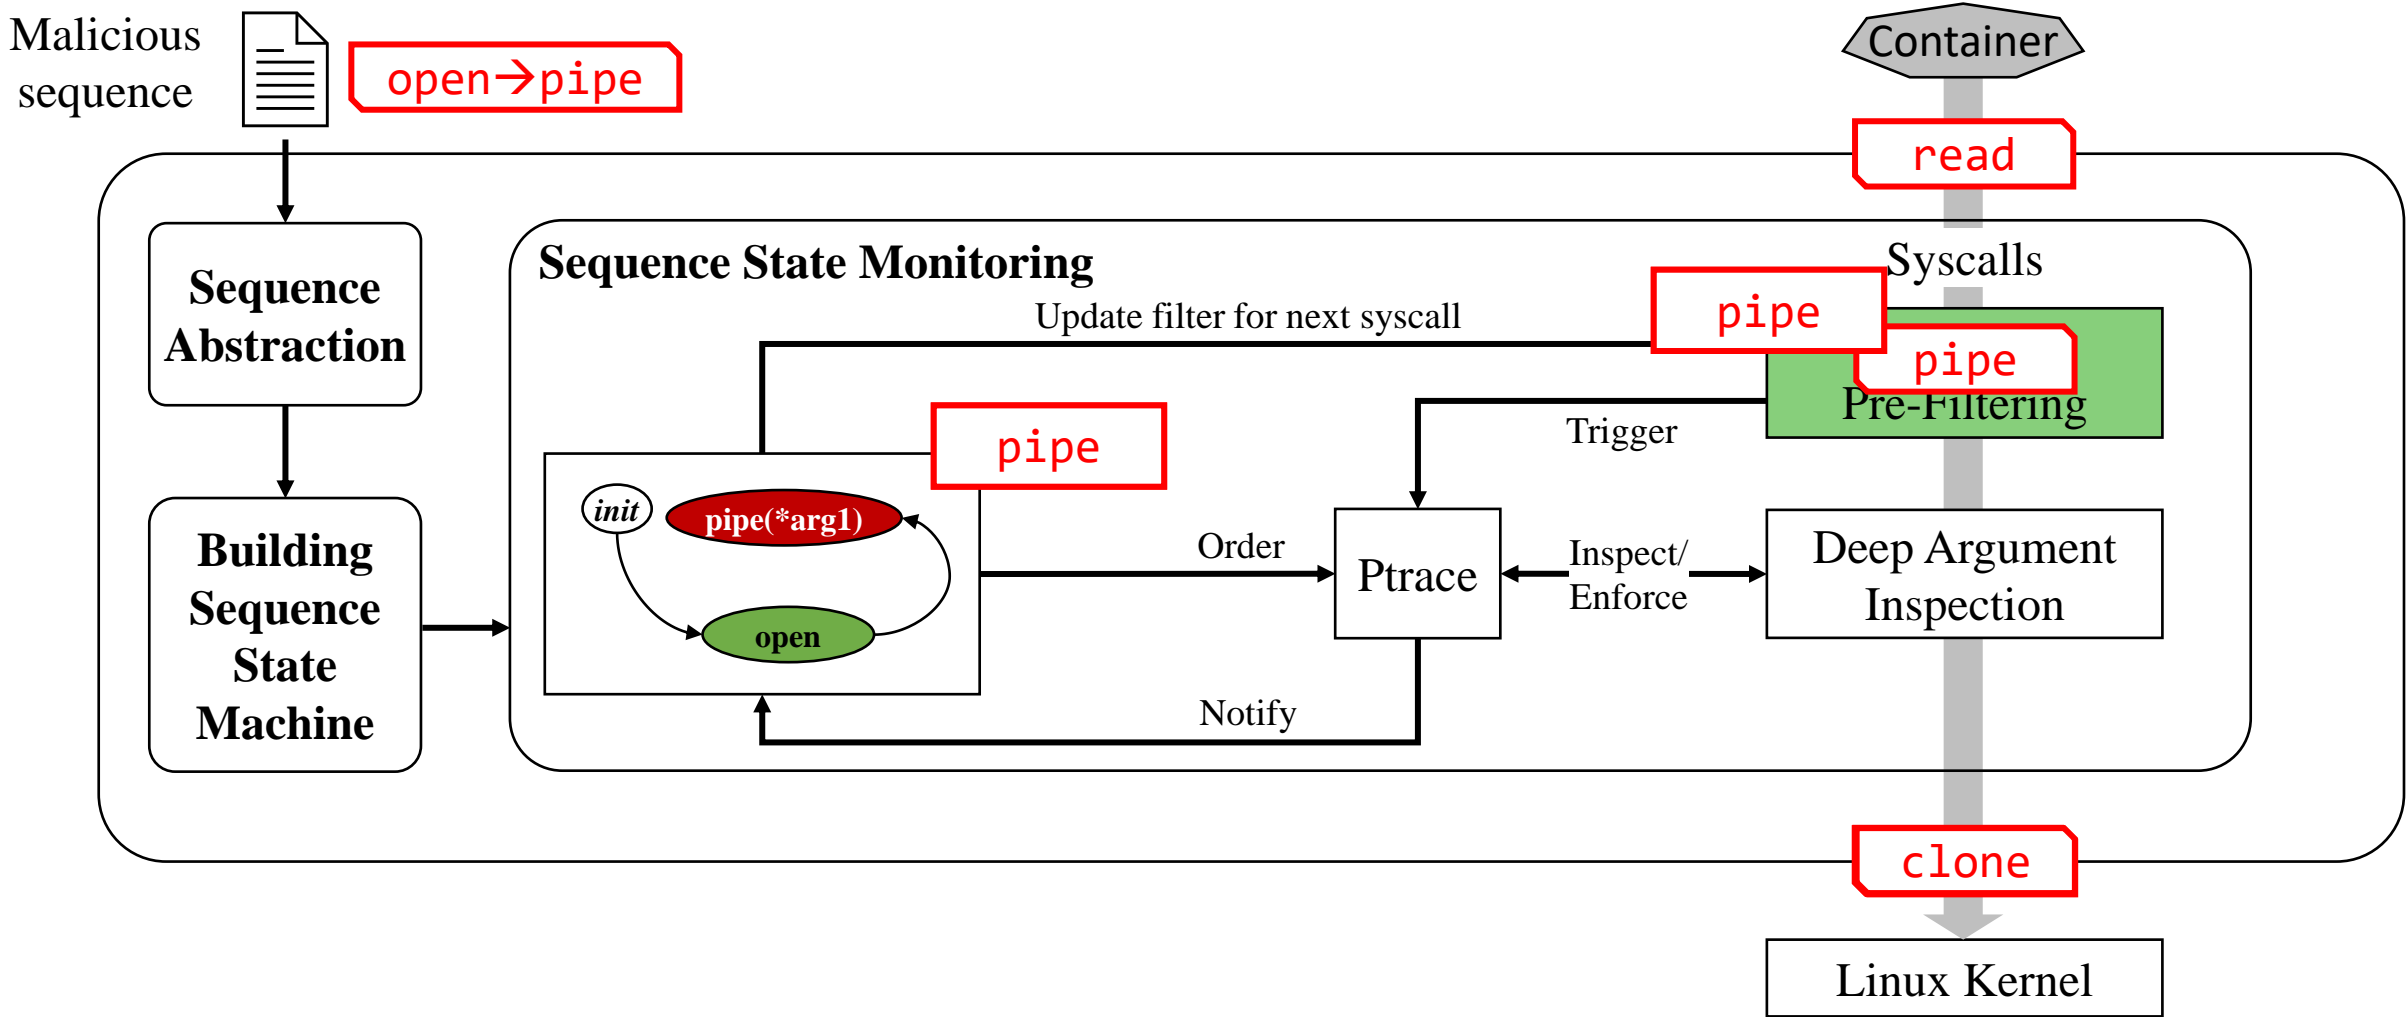 Malicious
sequence
open→pipe
Container
read
Sequence
Abstraction
Sequence State Monitoring
Syscalls
Update filter for next syscall
pipe
pipe
Pre-Filtering
Trigger
pipe
init
pipe(*arg1)
open
Building
Sequence
State
Machine
Order
Ptrace
Inspect/
Enforce
Deep Argument
Inspection
Notify
clone
Linux Kernel